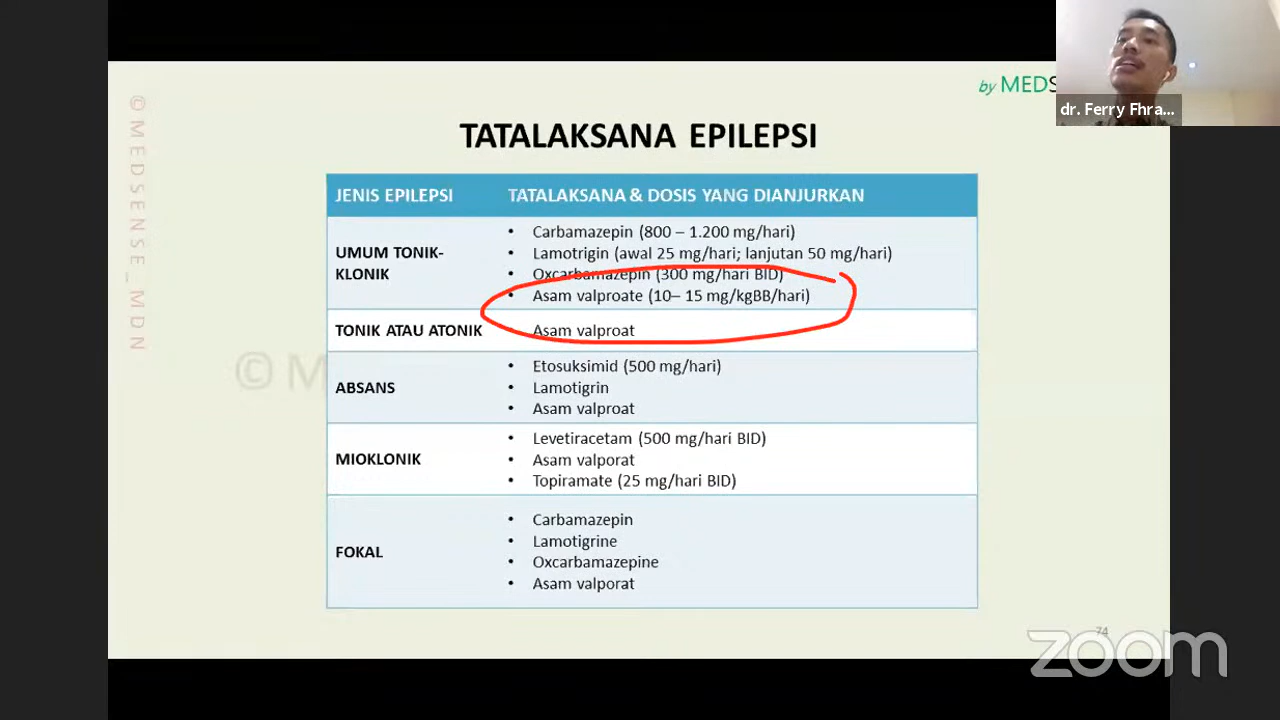 by MEDS
dr. Ferry Fhra...
©MEDSENSE_MDN
TATALAKSANA EPILEPSI
JENIS EPILEPSI
TATALAKSANA & DOSIS YANG DIANJURKAN
UMUM TONIK-
KLONIK
• Carbamazepin (800 – 1.200 mg/hari)
• Lamotrigin (awal 25 mg/hari; lanjutan 50 mg/hari)
• Oxcarbamazepin (300 mg/hari BID)
• Asam valproate (10– 15 mg/kgBB/hari)
TONIK ATAU ATONIK
• Asam valproat
ABSANS
• Etosuksimid (500 mg/hari)
• Lamotigrin
• Asam valproat
MIOKLONIK
• Levetiracetam (500 mg/hari BID)
• Asam valporat
• Topiramate (25 mg/hari BID)
FOKAL
• Carbamazepin
• Lamotigrine
• Oxcarbamazepine
• Asam valporat
© M
74
zoom